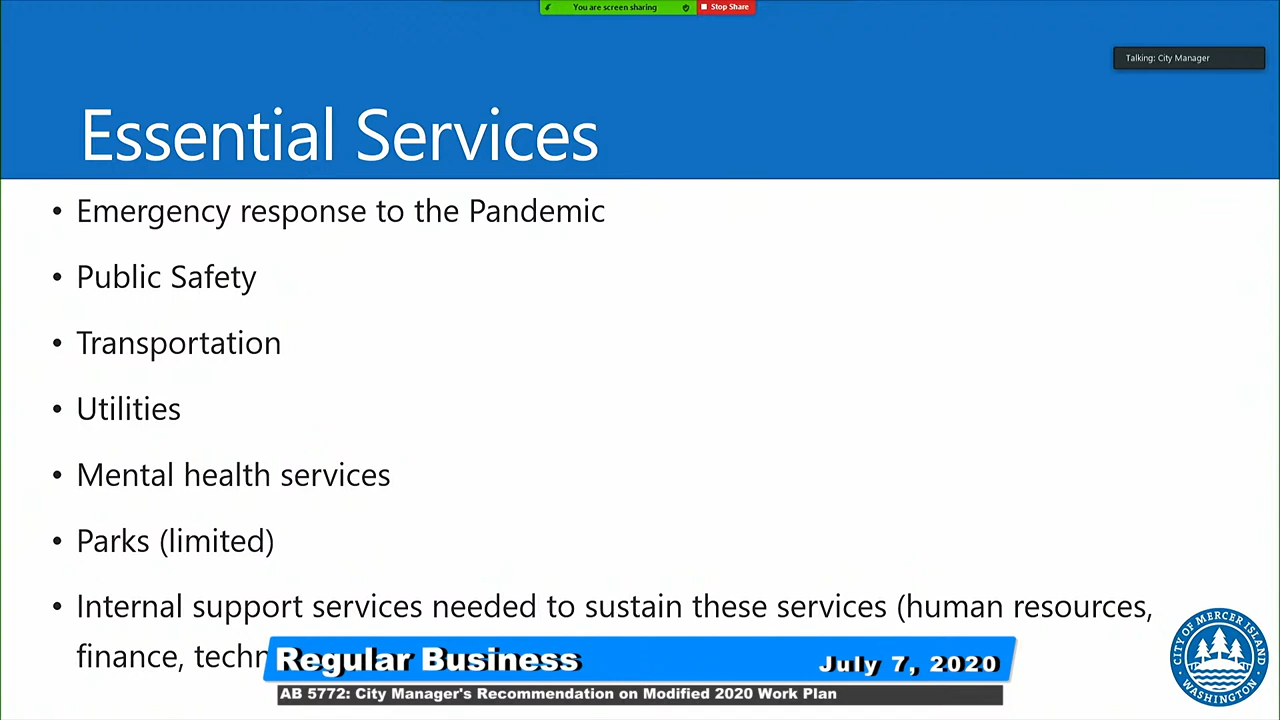 You are screen sharing
Stop Share
Talking: City Manager
Essential Services
• Emergency response to the Pandemic
• Public Safety
• Transportation
• Utilities
• Mental health services
• Parks (limited)
• Internal support services needed to sustain these services (human resources,
finance,
Regular Business July 7, 2020
AB 5772: City Manager's Recommendation on Modified 2020 Work Plan
CITY OF MERCER ISLAND
WASHINGTON